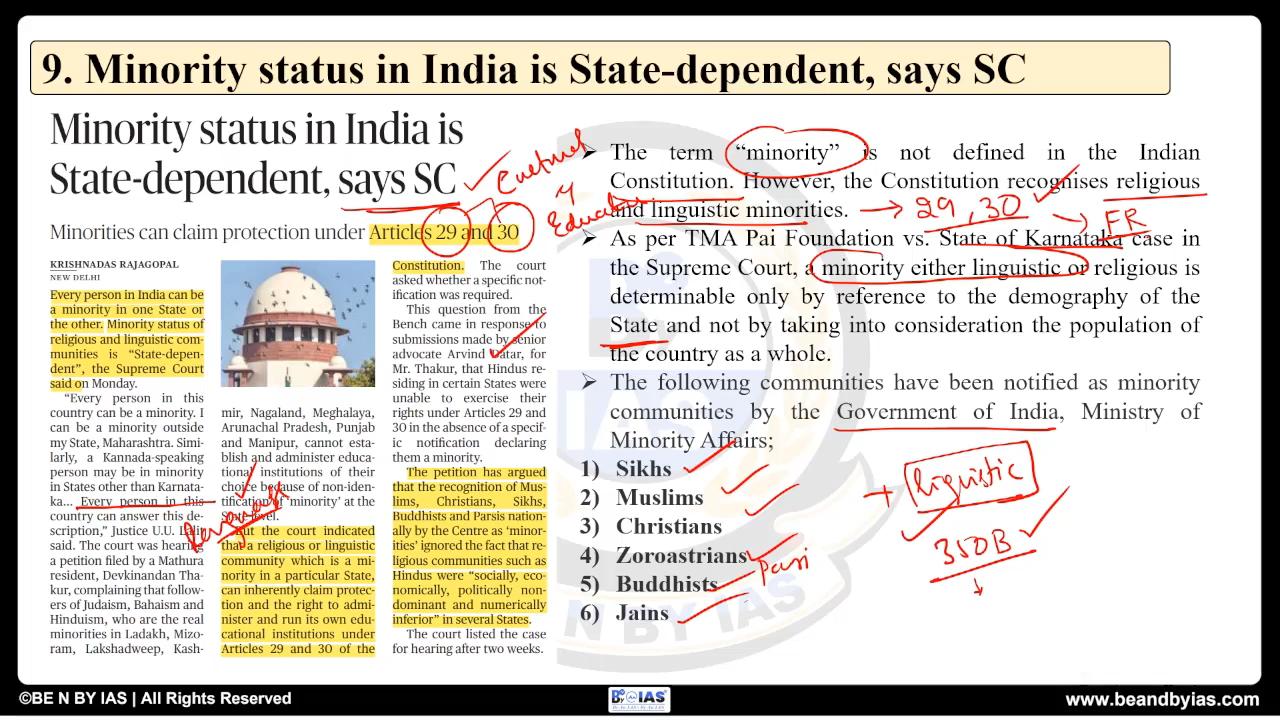 9. Minority status in India is State-dependent, says SC
Minority status in India is
State-dependent, says SC
Minorities can claim protection under Articles 29 and 30
KRISHNADAS RAJAGOPAL
NEW DELHI
Every person in India can be
a minority in one State or
the other. Minority status of
religious and linguistic com-
munities is “State-depen-
dent”, the Supreme Court
said on Monday.
“Every person in this
country can be a minority. I
can be a minority outside
my State, Maharashtra. Simi-
larly, a Kannada-speaking
person may be in minority
in States other than Karnata-
ka... Every person in this
country can answer this de-
scription,” Justice U.U. Lalit
said. The court was hearing
a petition filed by a Mathura
resident, Devkinandan Tha-
kur, complaining that follow-
ers of Judaism, Bahaism and
Hinduism, who are the real
minorities in Ladakh, Mizo-
ram, Lakshadweep, Kash-
mir, Nagaland, Meghalaya,
Arunachal Pradesh, Punjab
and Manipur, cannot esta-
blish and administer educa-
tional institutions of their
choice because of non-iden-
tification of ‘minority’ at the
State level.
But the court indicated
that a religious or linguistic
community which is a mi-
nority in a particular State,
can inherently claim protec-
tion and the right to admi-
nister and run its own edu-
cational institutions under
Articles 29 and 30 of the
Constitution. The court
asked whether a specific not-
ification was required.
This question from the
Bench came in response to
submissions made by senior
advocate Arvind Datar, for
Mr. Thakur, that Hindus re-
siding in certain States were
unable to exercise their
rights under Articles 29 and
30 in the absence of a specif-
ic notification declaring
them a minority.
The petition has argued
that the recognition of Mus-
lims, Christians, Sikhs,
Buddhists and Parsis nation-
ally by the Centre as ‘minor-
ities’ ignored the fact that re-
ligious communities such as
Hindus were “socially, eco-
nomically, politically non-
dominant and numerically
inferior” in several States.
The court listed the case
for hearing after two weeks.
Cultural
Education
The term “minority” is not defined in the Indian
Constitution. However, the Constitution recognises religious
and linguistic minorities. → 29, 30
→ FR
As per TMA Pai Foundation vs. State of Karnataka case in
the Supreme Court, a minority either linguistic or religious is
determinable only by reference to the demography of the
State and not by taking into consideration the population of
the country as a whole.
The following communities have been notified as minority
communities by the Government of India, Ministry of
Minority Affairs;
1) Sikhs
2) Muslims
3) Christians
4) Zoroastrians
Parsi
5) Buddhists
6) Jains
+ linguistic
350B
©BE N BY IAS | All Rights Reserved
www.beandbyias.com